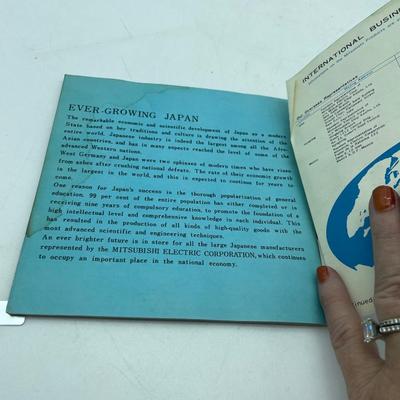 EVER-GROWING JAPAN
The remarkable economic and scientific development of Japan as a modern
State based on her traditions and culture is drawing the attention of the
entire world. Japanese industry is indeed the largest among all the Afro-
Asian countries, and has in many aspects reached the level of some of the
advanced Western nations.
West Germany and Japan were two sphinxes of modern times who have risen
from ashes after crushing national defeats. The rate of their economic growth
is the largest in the world, and this is expected to continue for years to
come.
One reason for Japan's success is the thorough popularization of general
education. 99 per cent of the entire population has either completed or is
receiving nine years of compulsory education, to promote the foundation of a
high intellectual level and comprehensive knowledge in each individual. This
has resulted in the production of all kinds of high-quality goods with the
most advanced scientific and engineering techniques.
An ever brighter future is in store for all the large Japanese manufacturers
represented by the MITSUBISHI ELECTRIC CORPORATION, which continues
to occupy an important place in the national economy.
INTERNATIONAL BUSINE
Our Overseas Representatives